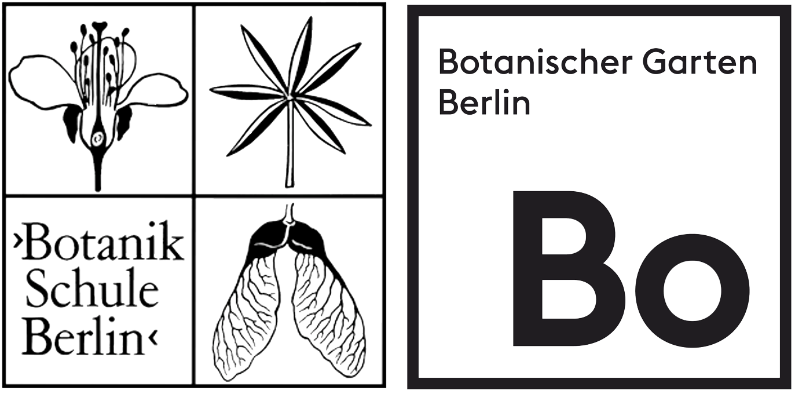 ›Botanik
Schule
Berlin‹
Botanischer Garten
Berlin
Bo